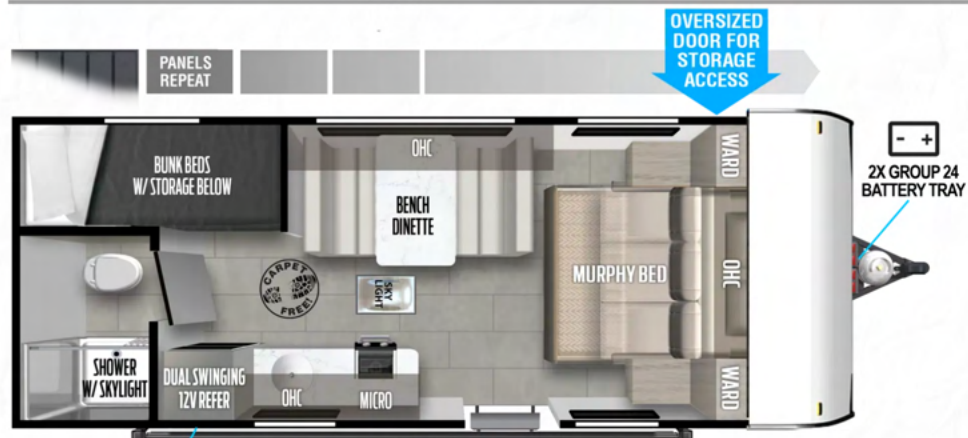 OVERSIZED
DOOR FOR
STORAGE
ACCESS
PANELS
REPEAT
- +
2X GROUP 24
BATTERY TRAY
BUNK BEDS
W/ STORAGE BELOW
OHC
BENCH
DINETTE
WARD
MURPHY BED
OHC
CARPET
FREE!
SKY
LIGHT
SHOWER
W/ SKYLIGHT
DUAL SWINGING
12V REFER
OHC
MICRO
WARD